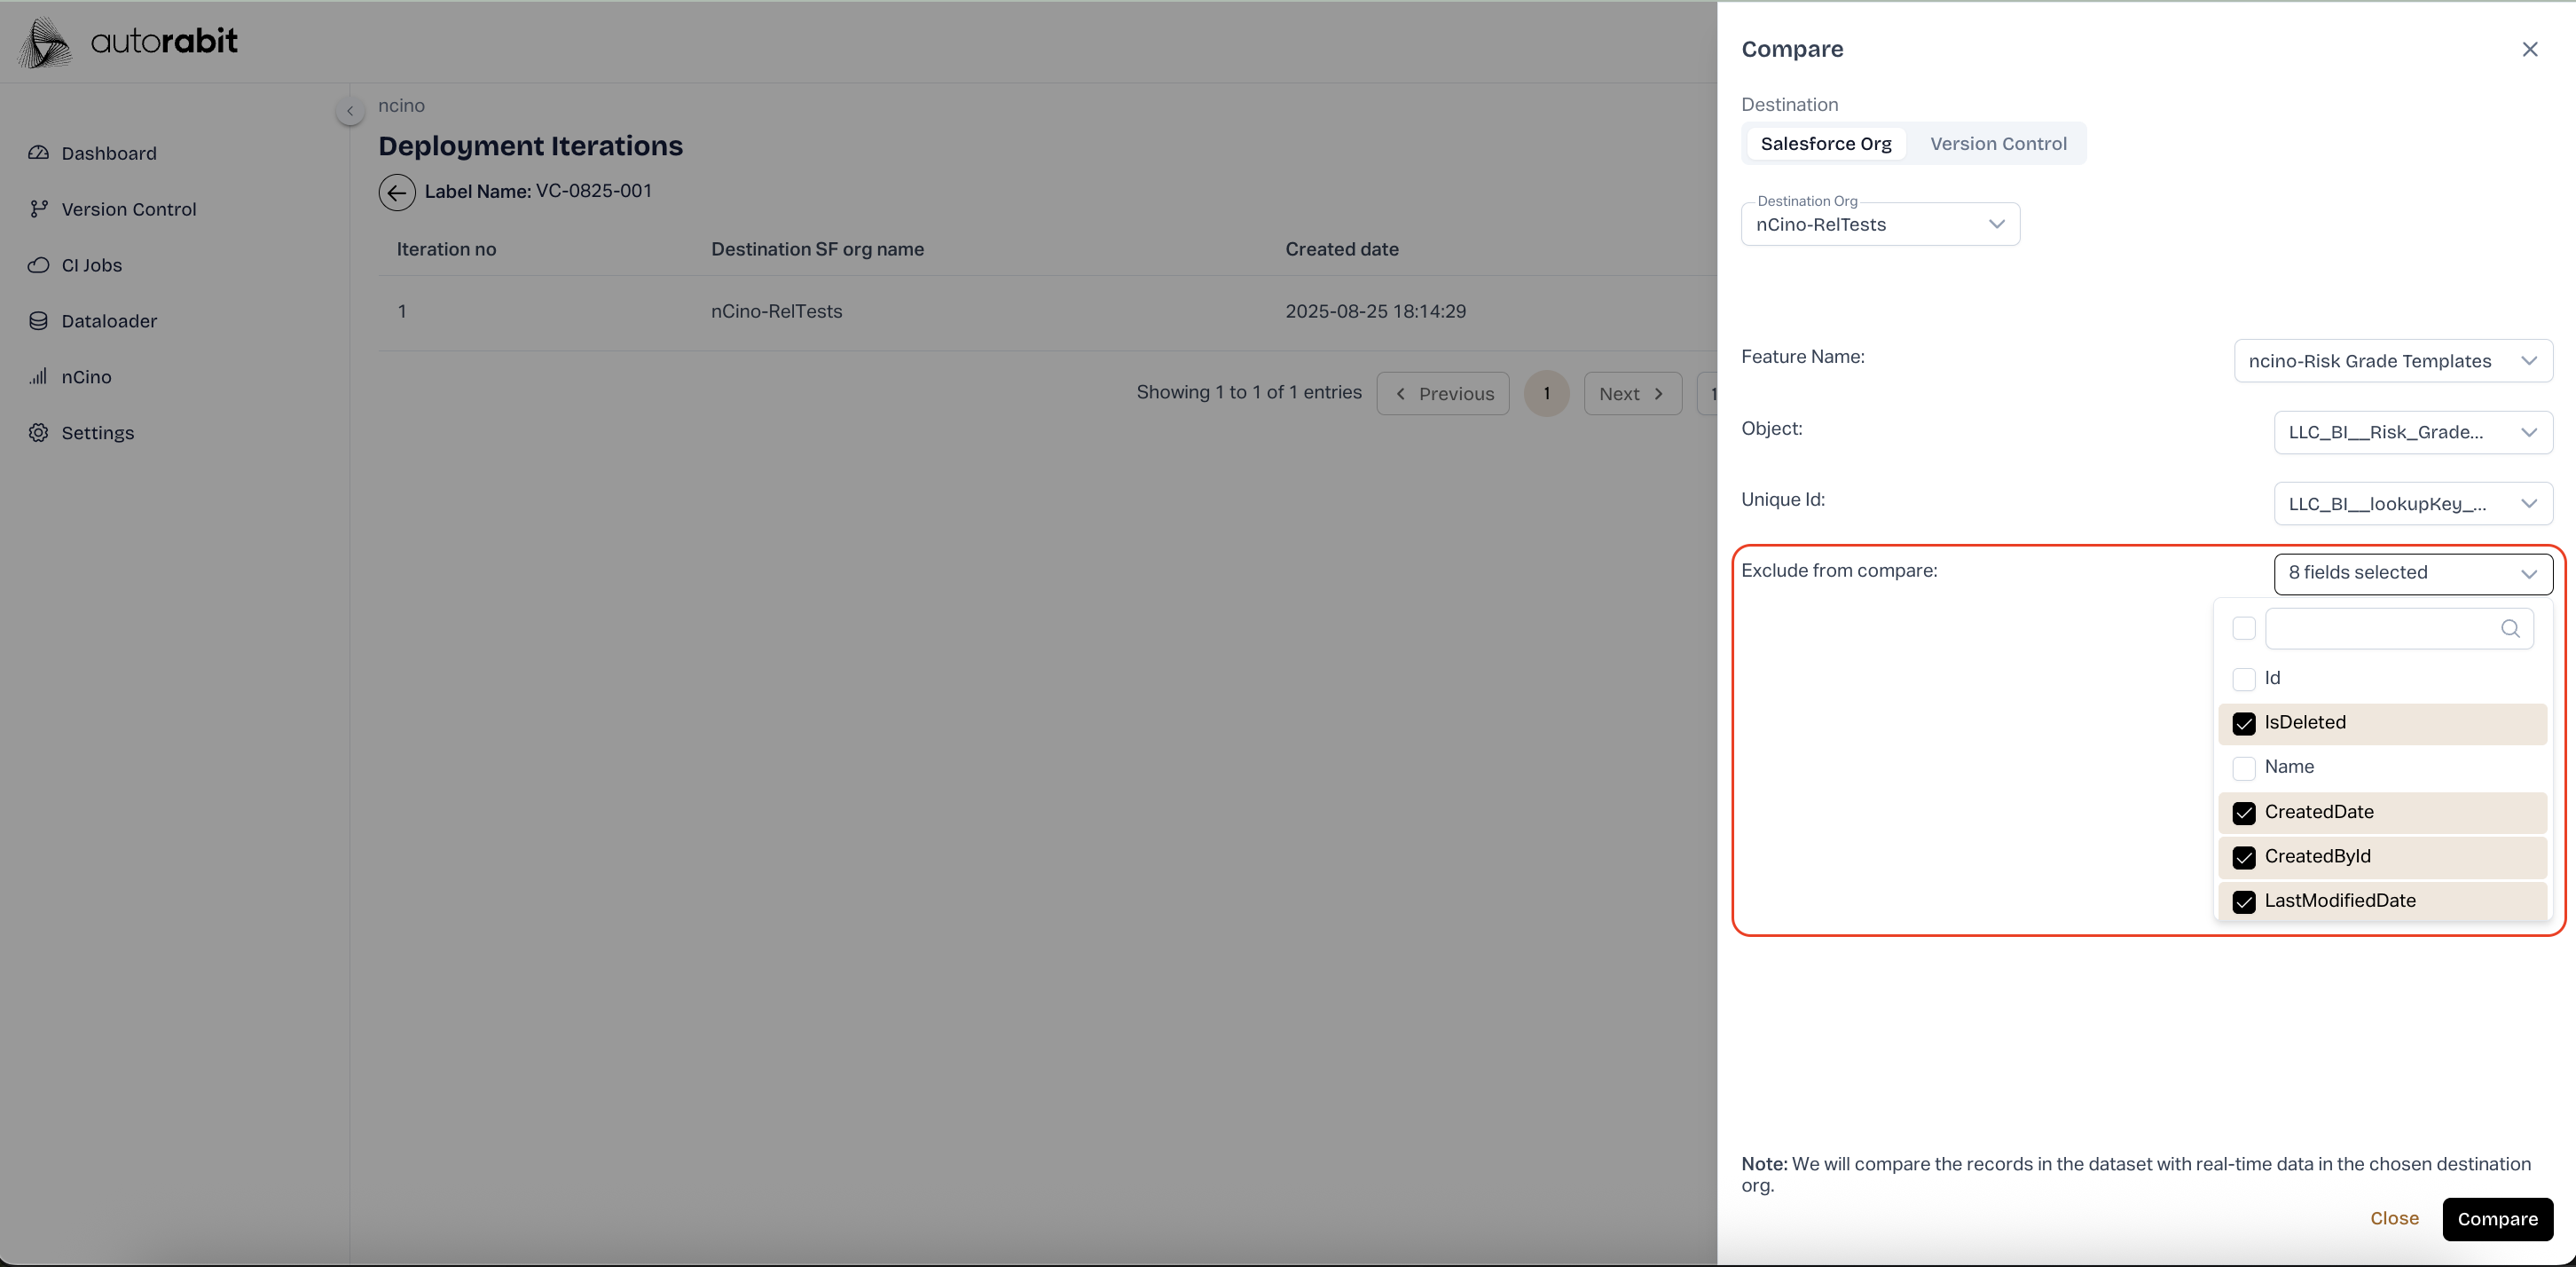 autorabit
Dashboard
Version Control
CI Jobs
Dataloader
nCino
Settings
ncino
Deployment Iterations
Label Name: VC-0825-001
Iteration no Destination SF org name Created date
1 nCino-RelTests 2025-08-25 18:14:29
Showing 1 to 1 of 1 entries Previous 1 Next 1
Compare
Destination
Salesforce Org Version Control
Destination Org
nCino-RelTests
Feature Name: ncino-Risk Grade Templates
Object: LLC_BI__Risk_Grade...
Unique Id: LLC_BI__lookupKey_...
Exclude from compare: 8 fields selected
Id
IsDeleted
Name
CreatedDate
CreatedById
LastModifiedDate
Note: We will compare the records in the dataset with real-time data in the chosen destination
org.
Close Compare